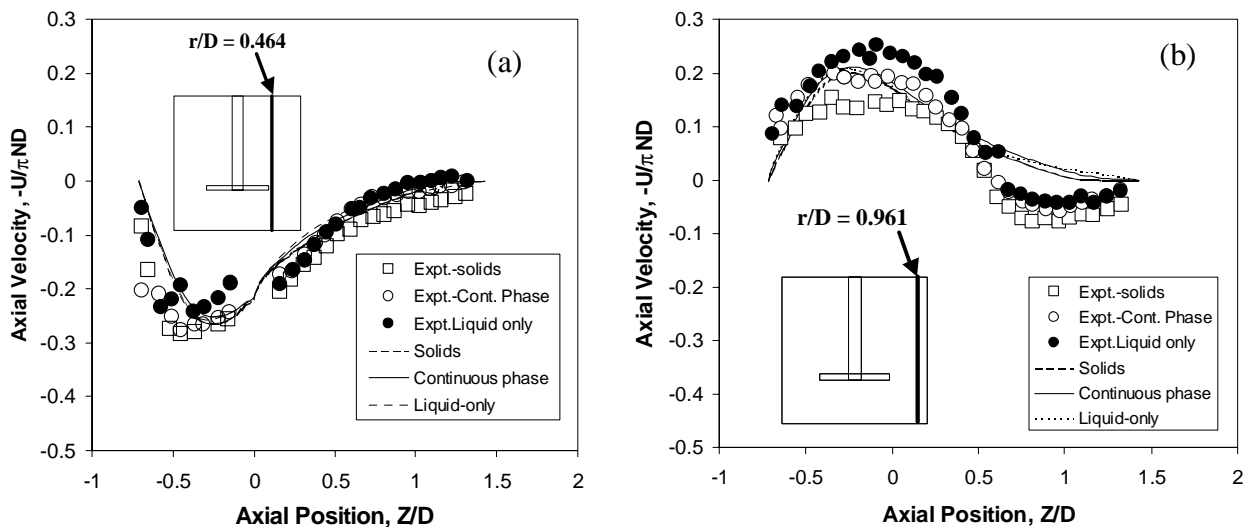 0.3
0.2
0.1
0
-0.1
-0.2
-0.3
-0.4
-0.5
Axial Velocity, -U/πND
r/D = 0.464
(a)
Expt.-solids
Expt.-Cont. Phase
Expt.Liquid only
Solids
Continuous phase
Liquid-only
-1
-0.5
0
0.5
1
1.5
2
Axial Position, Z/D
0.3
0.2
0.1
0
-0.1
-0.2
-0.3
-0.4
-0.5
Axial Velocity, -U/πND
(b)
r/D = 0.961
Expt.-solids
Expt.-Cont. Phase
Expt.Liquid only
Solids
Continuous phase
Liquid-only
-1
-0.5
0
0.5
1
1.5
2
Axial Position, Z/D